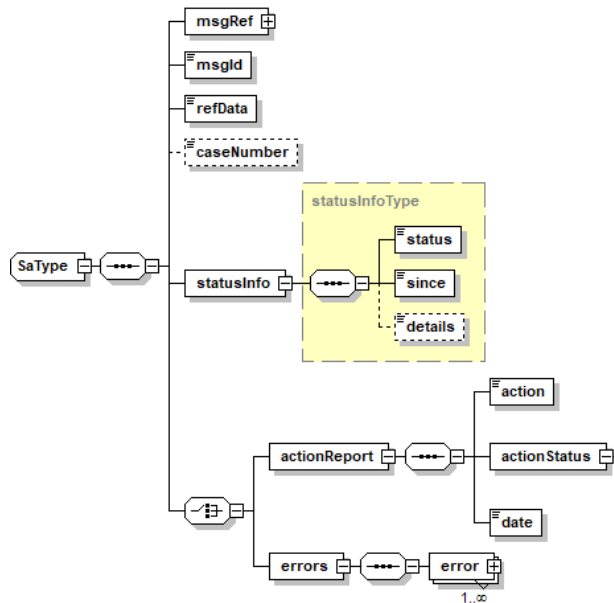 msgRef
msgId
refData
caseNumber
statusInfoType
status
SaType
statusInfo
since
details
action
actionReport
actionStatus
date
errors
error
1..∞